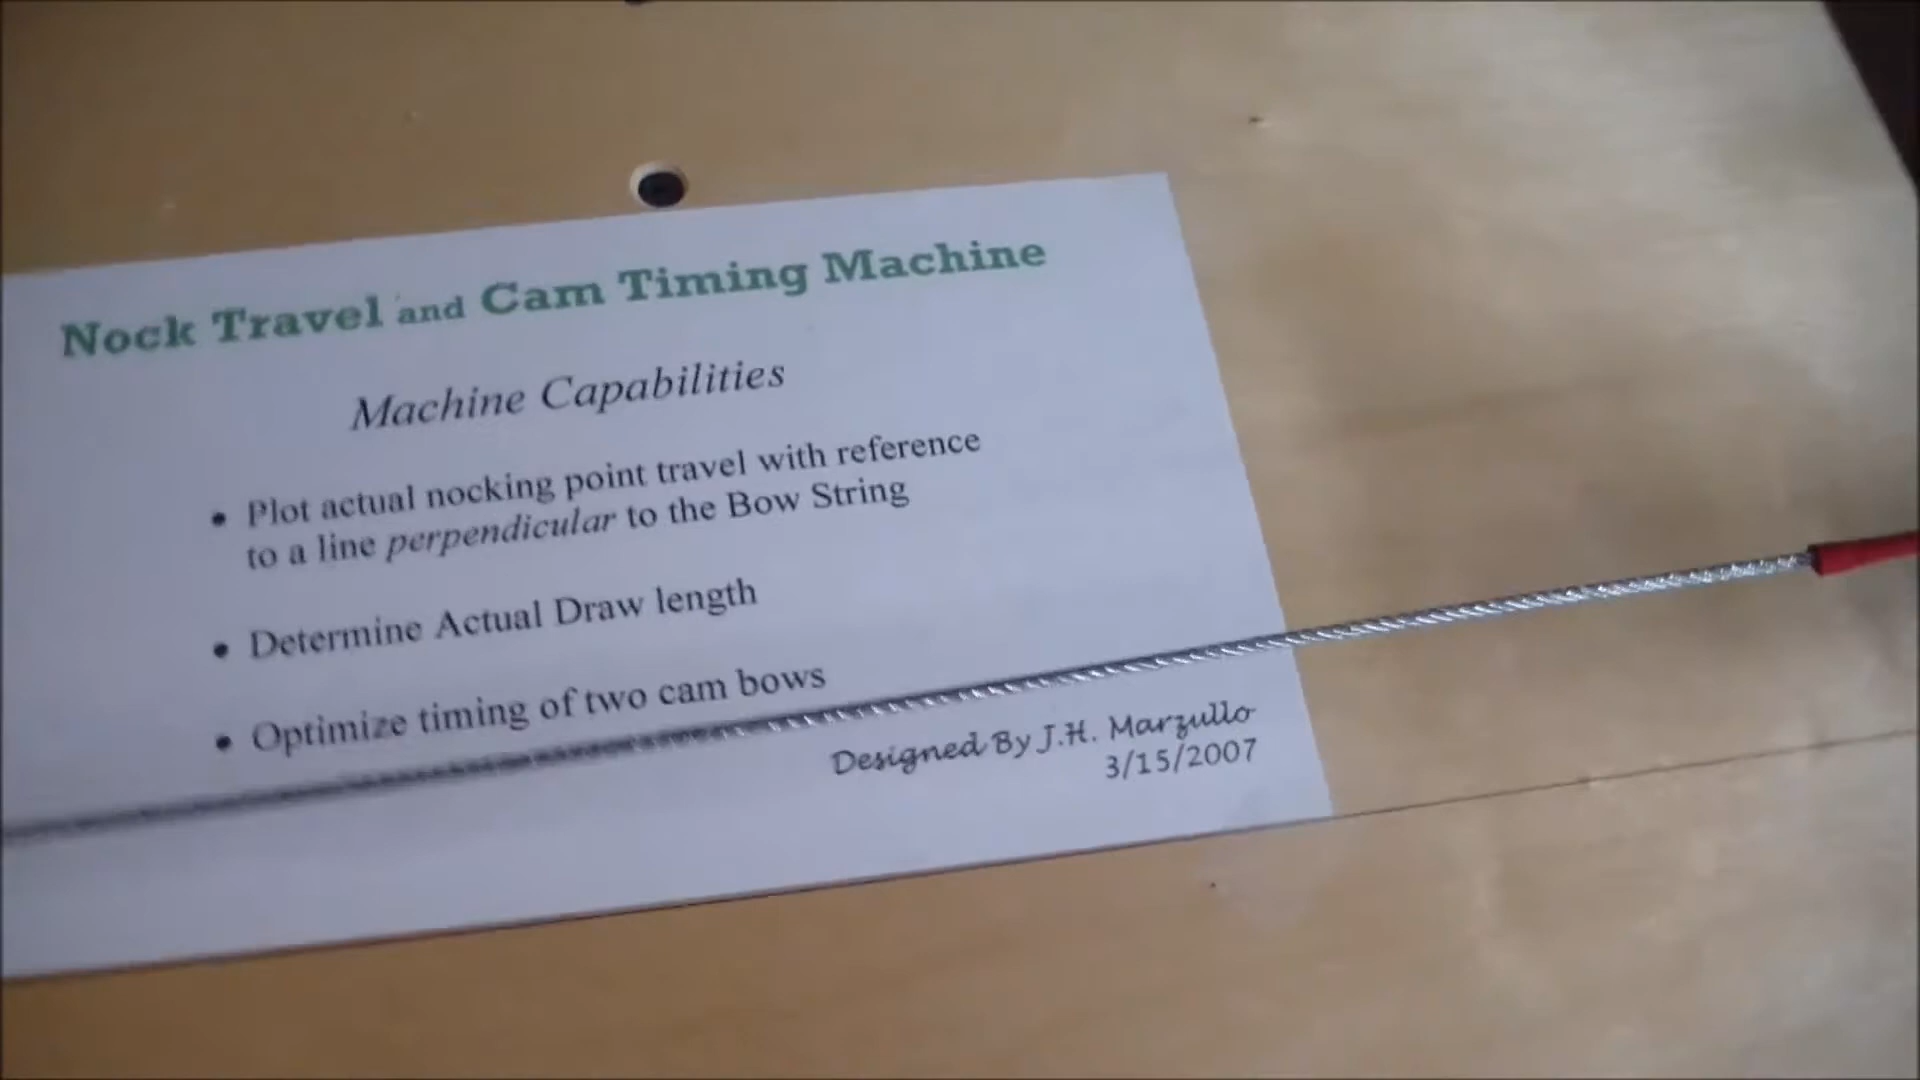 Nock Travel and Cam Timing Machine
Machine Capabilities
• Plot actual nocking point travel with reference
to a line perpendicular to the Bow String
• Determine Actual Draw length
• Optimize timing of two cam bows
Designed By J.H. Marzullo
3/15/2007